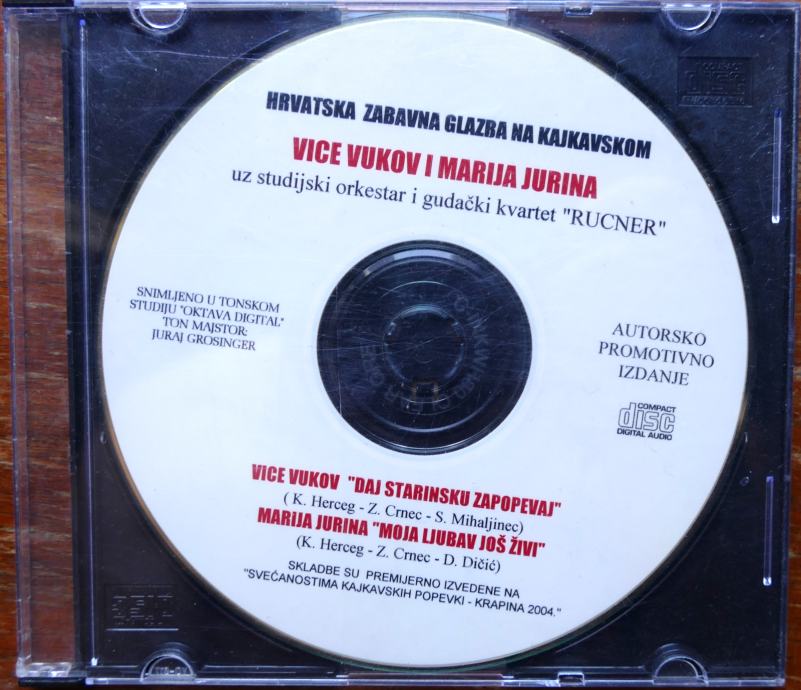 HRVATSKA ZABAVNA GLAZBA NA KAJKAVSKOM
VICE VUKOV I MARIJA JURINA
uz studijski orkestar i gudački kvartet "RUCNER"
SNIMLJENO U TONSKOM
STUDIJU "OKTAVA DIGITAL"
TON MAJSTOR:
JURAJ GROSINGER
AUTORSKO
PROMOTIVNO
IZDANJE
COMPACT
disc
DIGITAL AUDIO
VICE VUKOV "DAJ STARINSKU ZAPOPEVAJ"
( K. Herceg - Z. Crnec - S. Mihaljinec)
MARIJA JURINA "MOJA LJUBAV JOŠ ŽIVI"
(K. Herceg - Z. Crnec - D. Dičić)
SKLADBE SU PREMIJERNO IZVEDENE NA
"SVEČANOSTIMA KAJKAVSKIH POPEVKI - KRAPINA 2004."